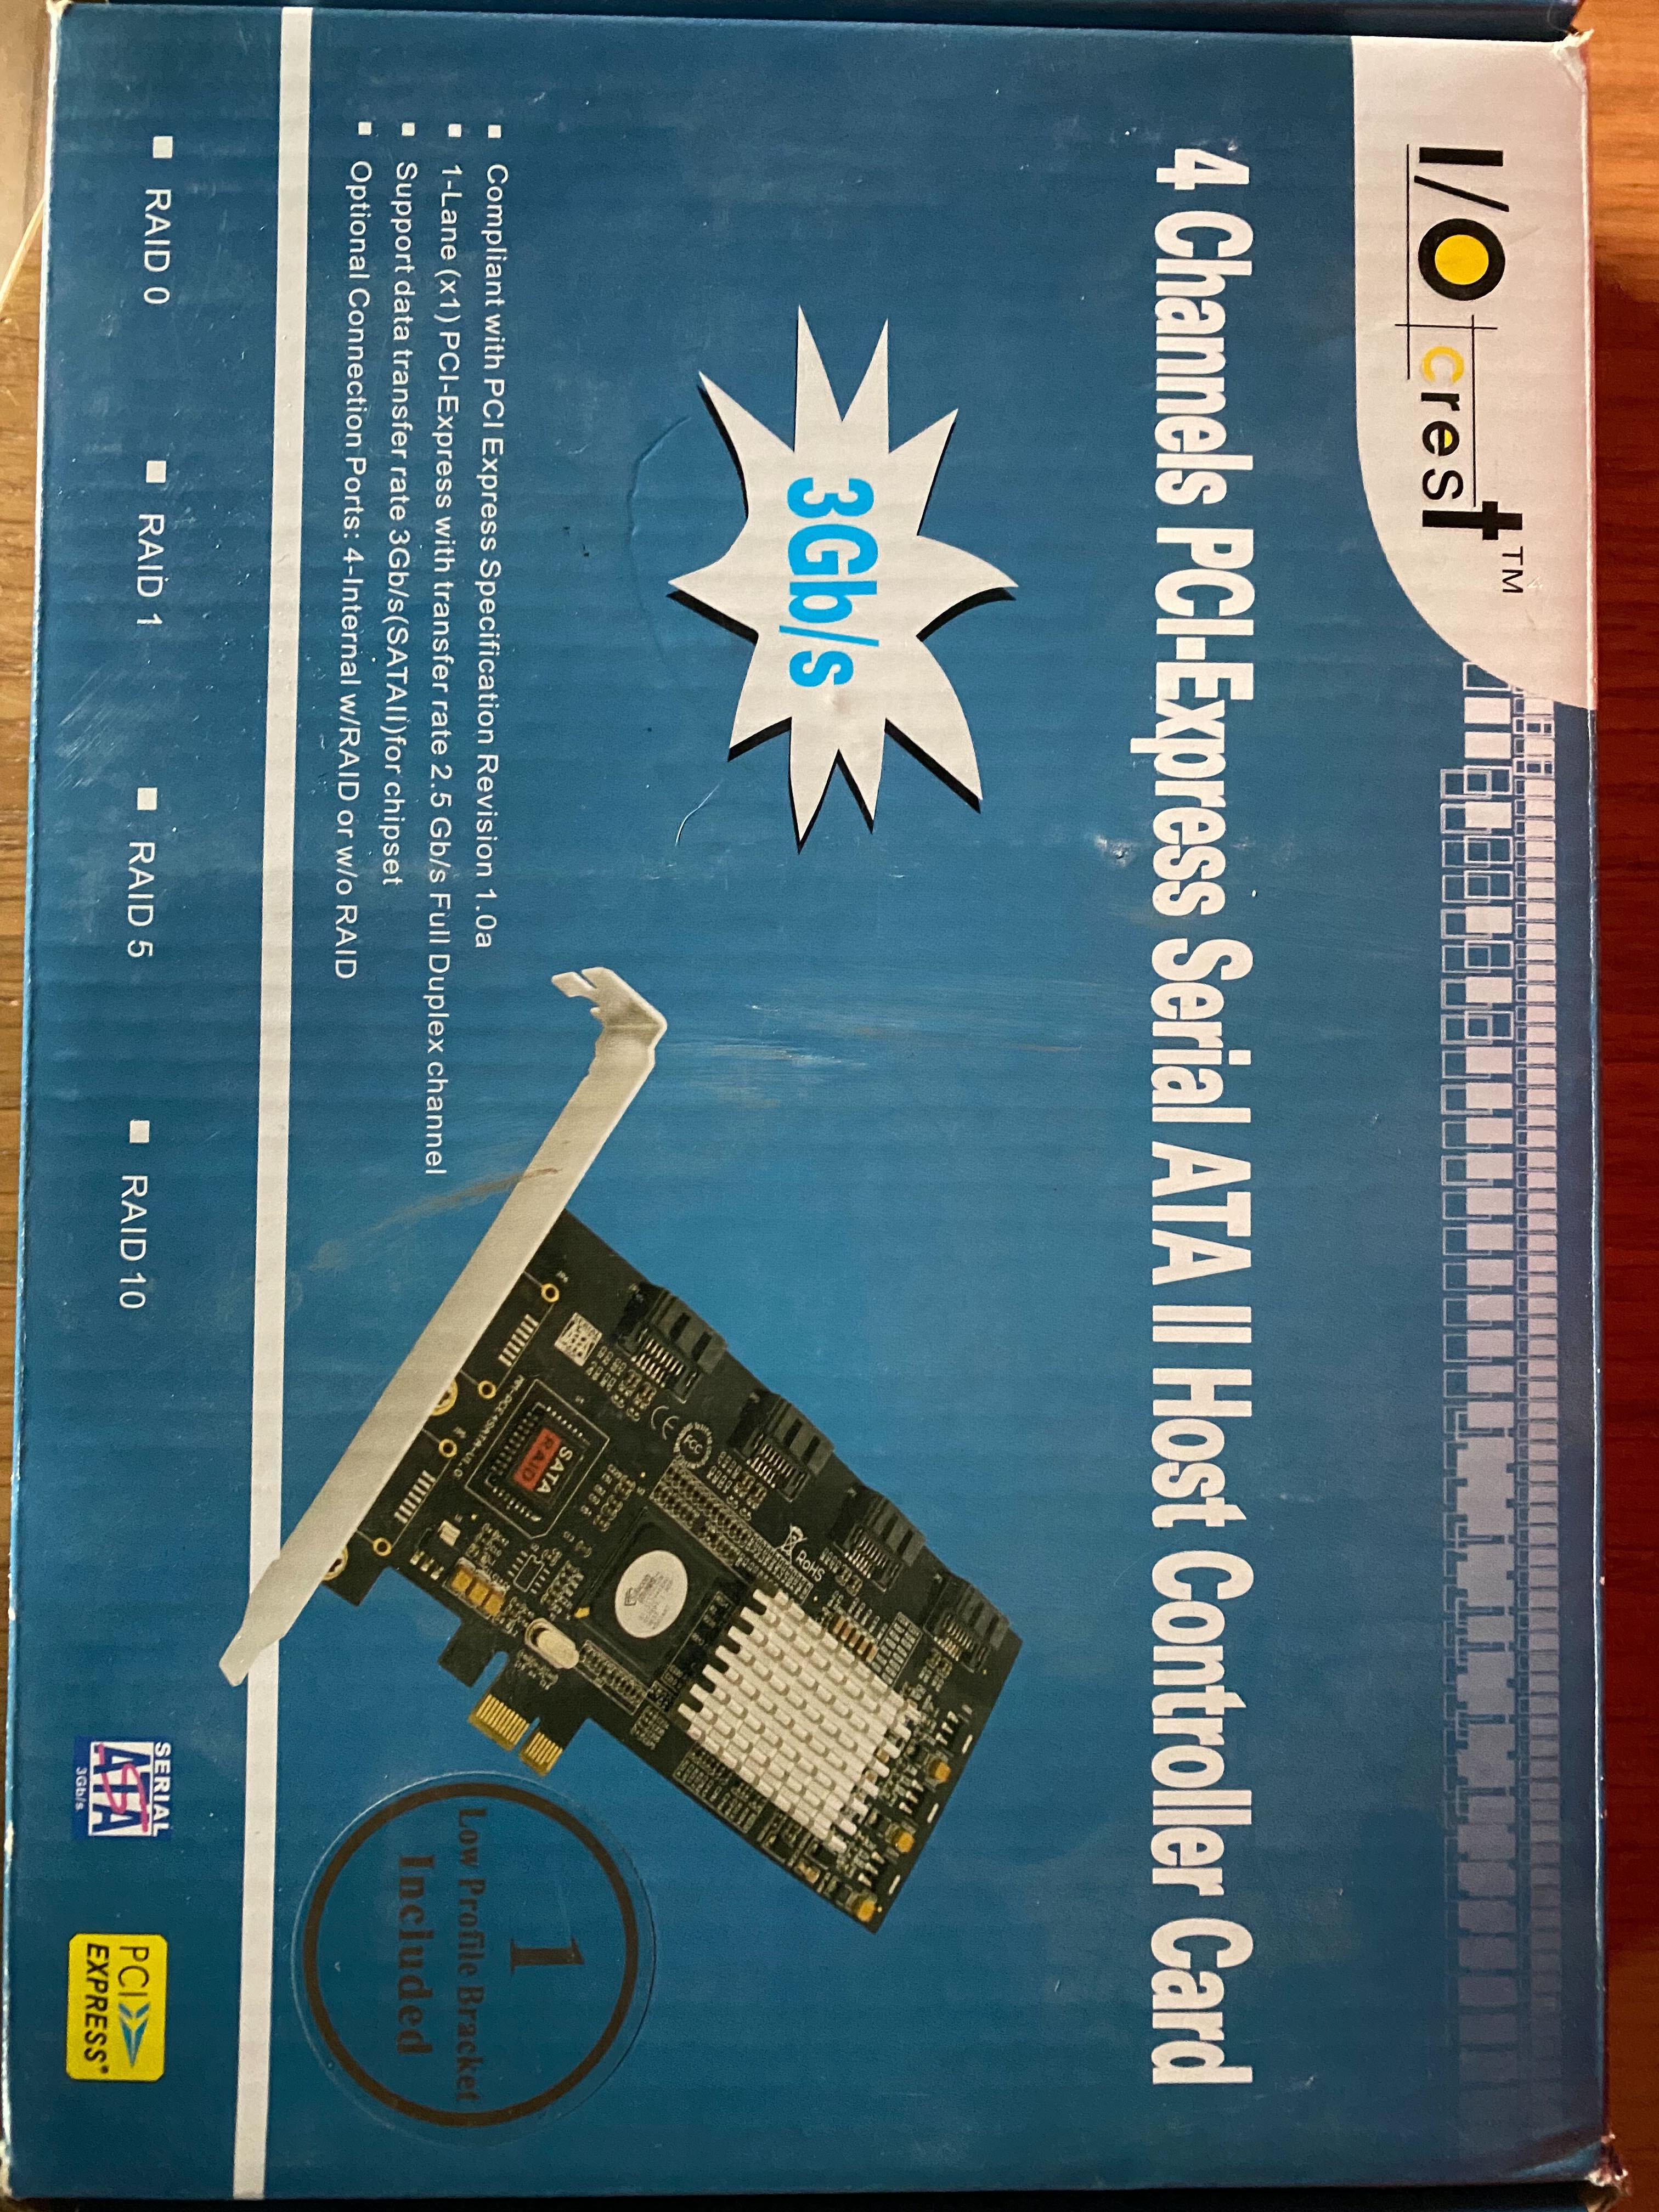 I/O crest™
4 Channels PCI-Express Serial ATA II Host Controller Card
3Gb/s
▪ Compliant with PCI Express Specification Revision 1.0a
▪ 1-Lane (x1) PCI-Express with transfer rate 2.5 Gb/s Full Duplex channel
▪ Support data transfer rate 3Gb/s(SATAII)for chipset
▪ Optional Connection Ports: 4-Internal w/RAID or w/o RAID
SATA
RAID
FCC
RoHS
1
Low Profile Bracket
Included
■ RAID 0 ■ RAID 1 ■ RAID 5 ■ RAID 10
SERIAL
ATA
3Gb/s
PCI
EXPRESS®